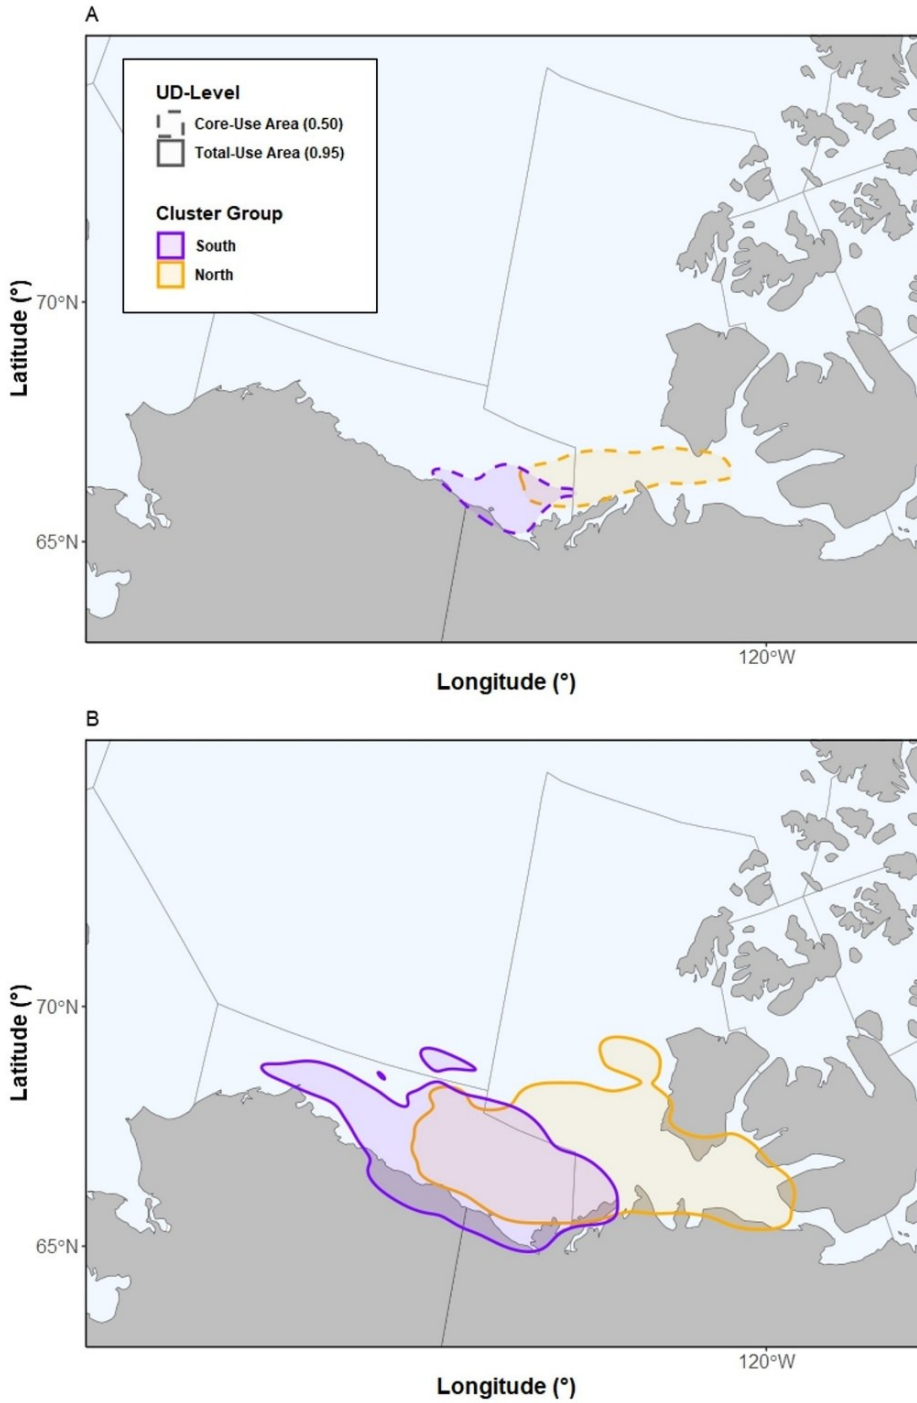 A
UD-Level
Core-Use Area (0.50)
Total-Use Area (0.95)
Cluster Group
South
North
Latitude (°)
70°N
65°N
120°W
Longitude (°)
B
Latitude (°)
70°N
65°N
120°W
Longitude (°)